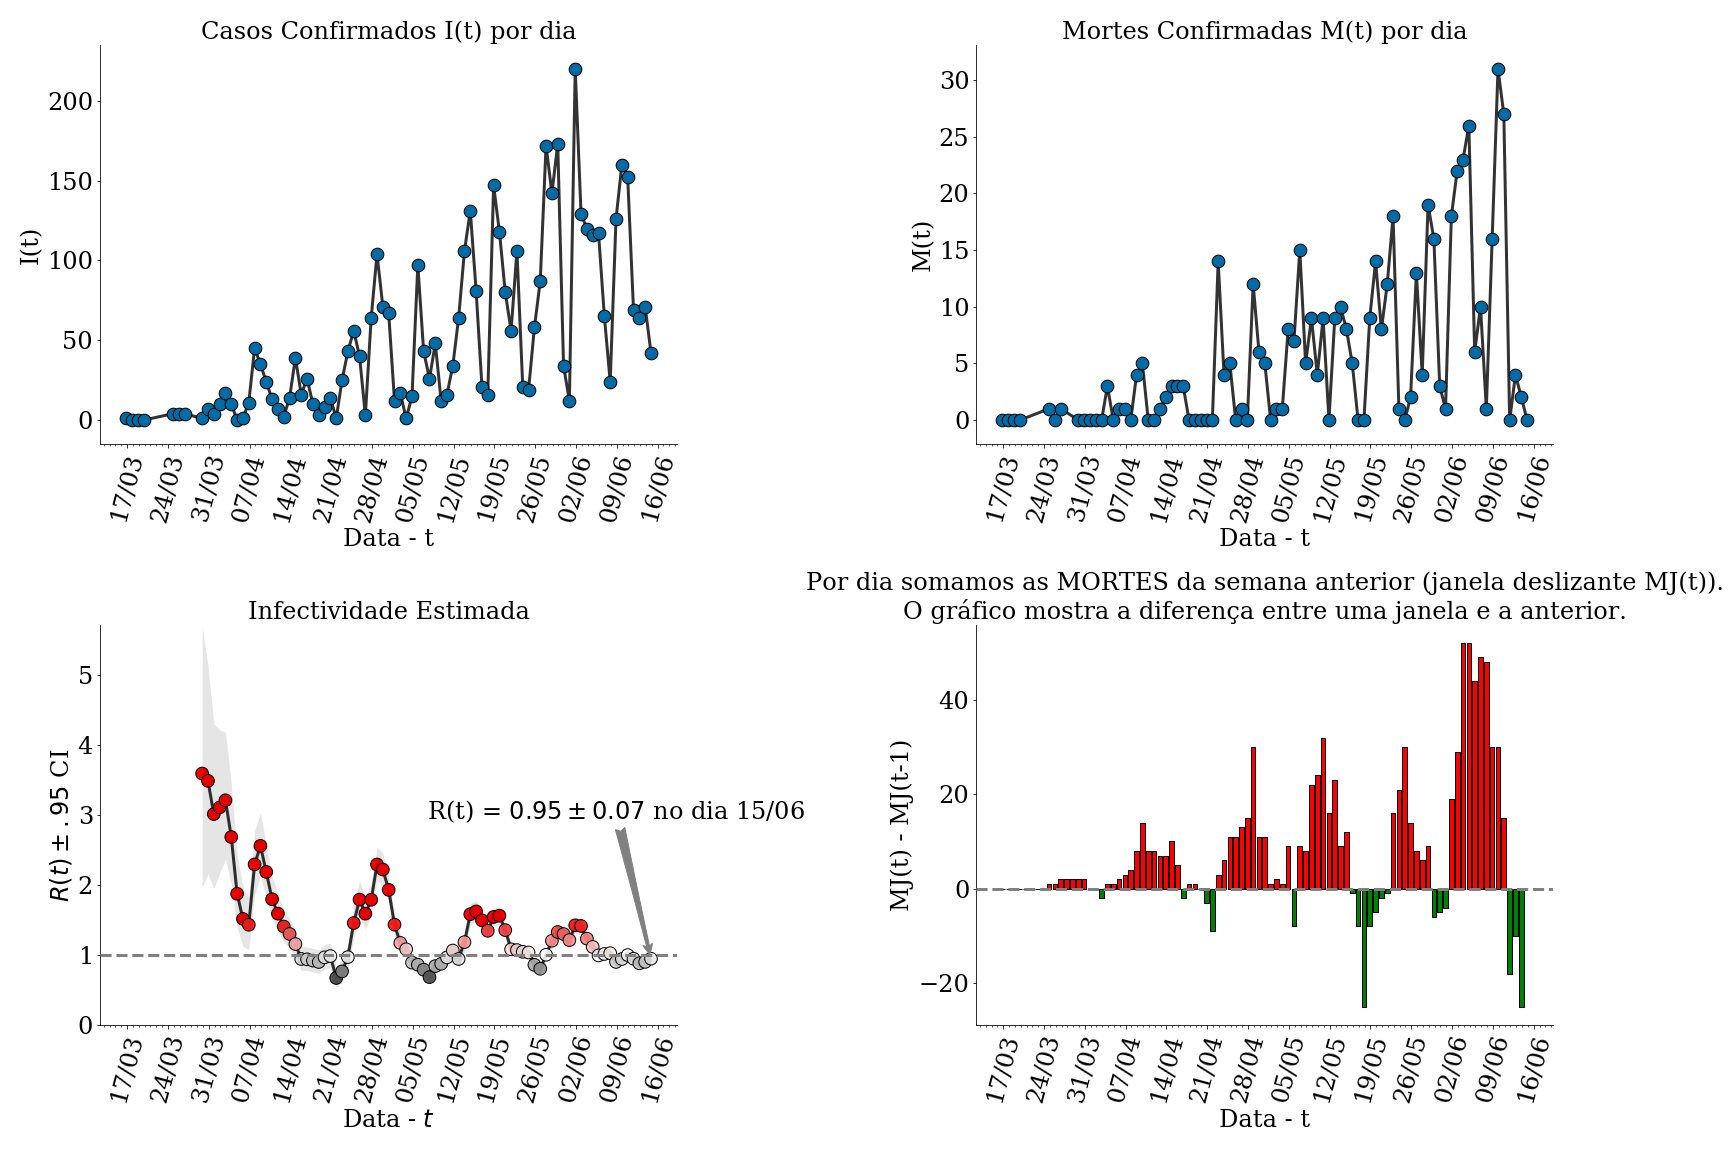 Casos Confirmados I(t) por dia
I(t)
200
150
100
50
0
17/03 24/03 31/03 07/04 14/04 21/04 28/04 05/05 12/05 19/05 26/05 02/06 09/06 16/06
Data - t
Mortes Confirmadas M(t) por dia
M(t)
30
25
20
15
10
5
0
17/03 24/03 31/03 07/04 14/04 21/04 28/04 05/05 12/05 19/05 26/05 02/06 09/06 16/06
Data - t
Infectividade Estimada
R(t) ± .95 CI
5
4
3
2
1
0
R(t) = 0.95 ± 0.07 no dia 15/06
17/03 24/03 31/03 07/04 14/04 21/04 28/04 05/05 12/05 19/05 26/05 02/06 09/06 16/06
Data - t
Por dia somamos as MORTES da semana anterior (janela deslizante MJ(t)).
O gráfico mostra a diferença entre uma janela e a anterior.
MJ(t) - MJ(t-1)
40
20
0
−20
17/03 24/03 31/03 07/04 14/04 21/04 28/04 05/05 12/05 19/05 26/05 02/06 09/06 16/06
Data - t